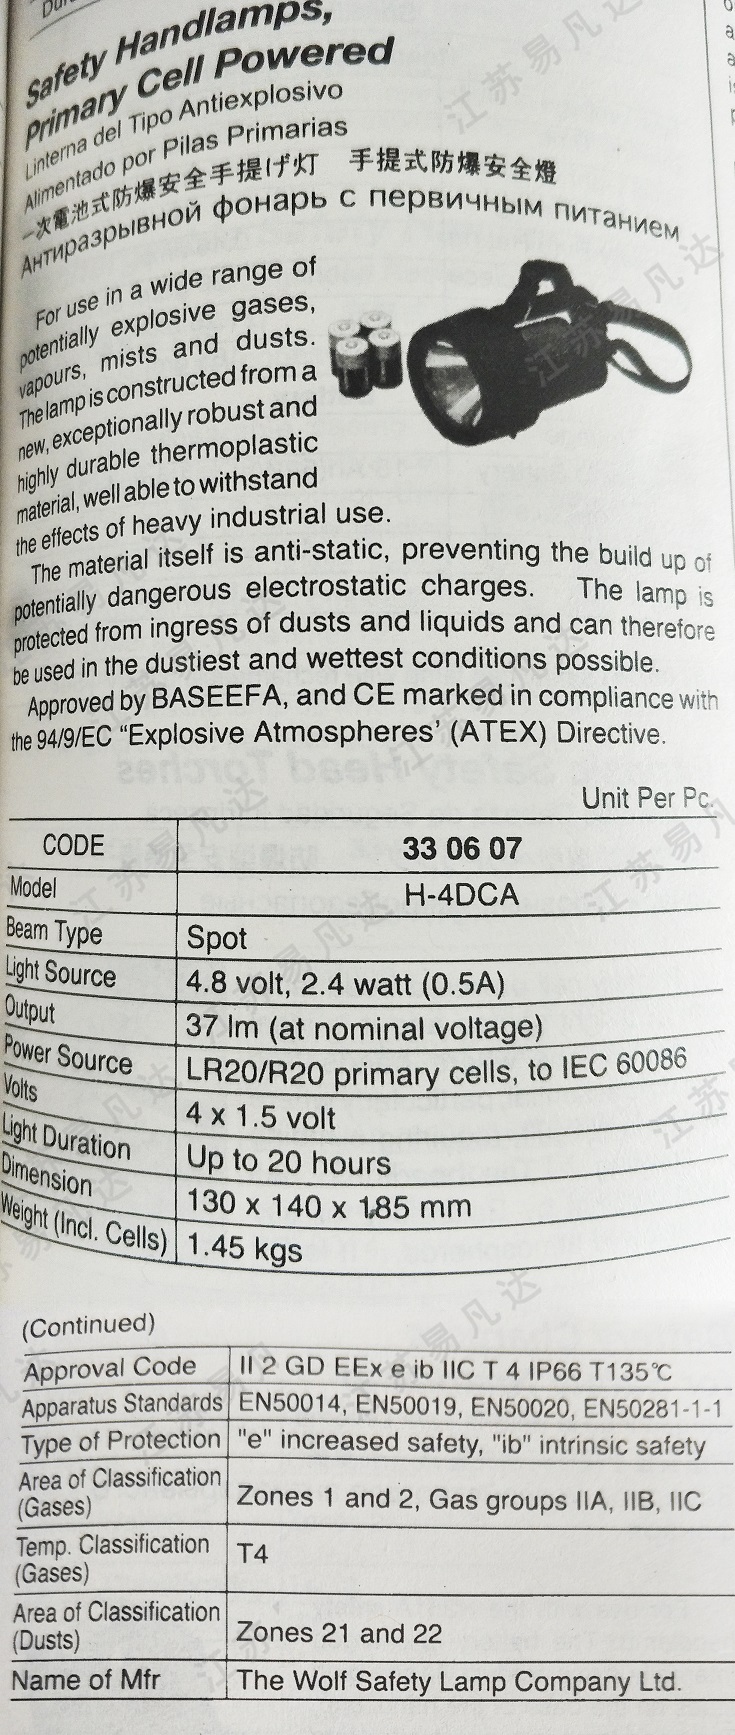 Safety Handlamps,
Primary Cell Powered
Linterna del Tipo Antiexplosivo
Alimentado por Pilas Primarias
一次電池式防爆安全手提げ灯 手提式防爆安全燈
Антиразрывной фонарь с первичным питанием
For use in a wide range of
potentially explosive gases,
vapours, mists and dusts.
The lamp is constructed from a
new, exceptionally robust and
highly durable thermoplastic
material, well able to withstand
the effects of heavy industrial use.
The material itself is anti-static, preventing the build up of
potentially dangerous electrostatic charges. The lamp is
protected from ingress of dusts and liquids and can therefore
be used in the dustiest and wettest conditions possible.
Approved by BASEEFA, and CE marked in compliance with
the 94/9/EC “Explosive Atmospheres’ (ATEX) Directive.
Unit Per Pc.
CODE 33 06 07
Model H-4DCA
Beam Type Spot
Light Source 4.8 volt, 2.4 watt (0.5A)
Output 37 lm (at nominal voltage)
Power Source LR20/R20 primary cells, to IEC 60086
Volts 4 x 1.5 volt
Light Duration Up to 20 hours
Dimension 130 x 140 x 185 mm
Weight (Incl. Cells) 1.45 kgs
(Continued)
Approval Code II 2 GD EEx e ib IIC T 4 IP66 T135℃
Apparatus Standards EN50014, EN50019, EN50020, EN50281-1-1
Type of Protection "e" increased safety, "ib" intrinsic safety
Area of Classification
(Gases) Zones 1 and 2, Gas groups IIA, IIB, IIC
Temp. Classification
(Gases) T4
Area of Classification
(Dusts) Zones 21 and 22
Name of Mfr The Wolf Safety Lamp Company Ltd.
江苏易凡达